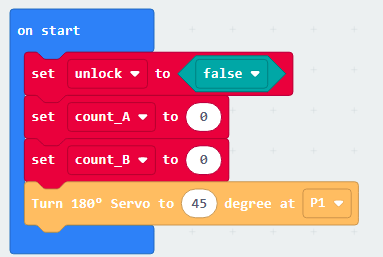 on start
set unlock to false
set count_A to 0
set count_B to 0
Turn 180° Servo to 45 degree at P1